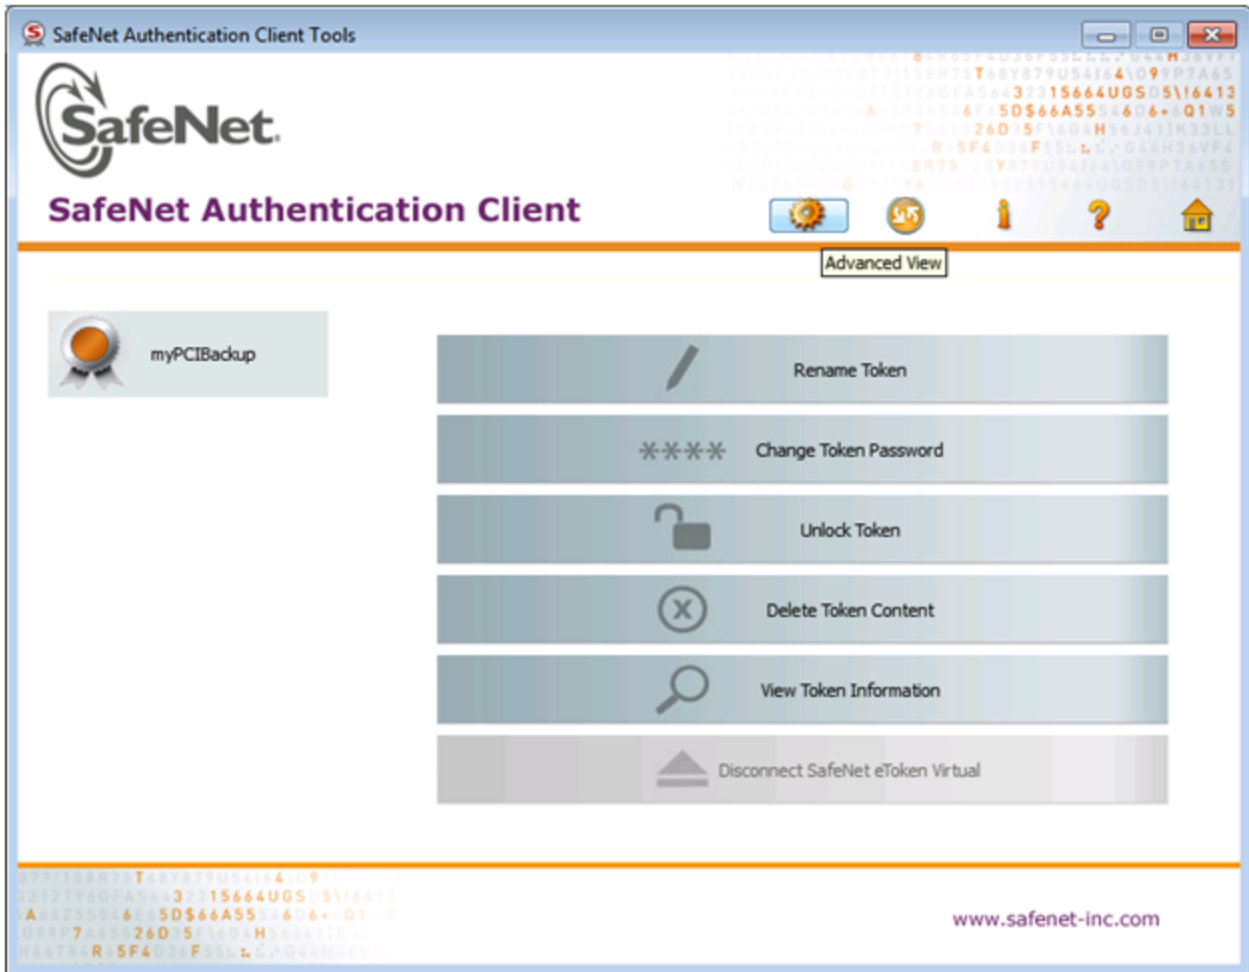 SafeNet Authentication Client Tools
SafeNet.
SafeNet Authentication Client
Advanced View
myPCIBackup
Rename Token
**** Change Token Password
Unlock Token
Delete Token Content
View Token Information
Disconnect SafeNet eToken Virtual
www.safenet-inc.com